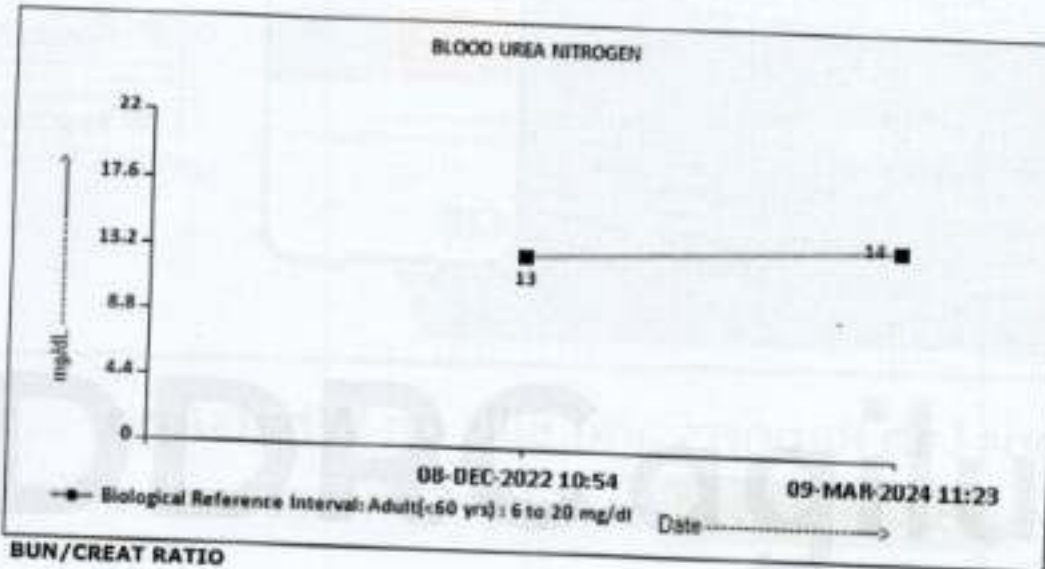 BLOOD UREA NITROGEN
22
17.6
13.2
8.8
4.4
0
mg/dL
13
14
08-DEC-2022 10:54
09-MAR-2024 11:23
Biological Reference Interval: Adult(<60 yrs) : 6 to 20 mg/dl
Date
BUN/CREAT RATIO